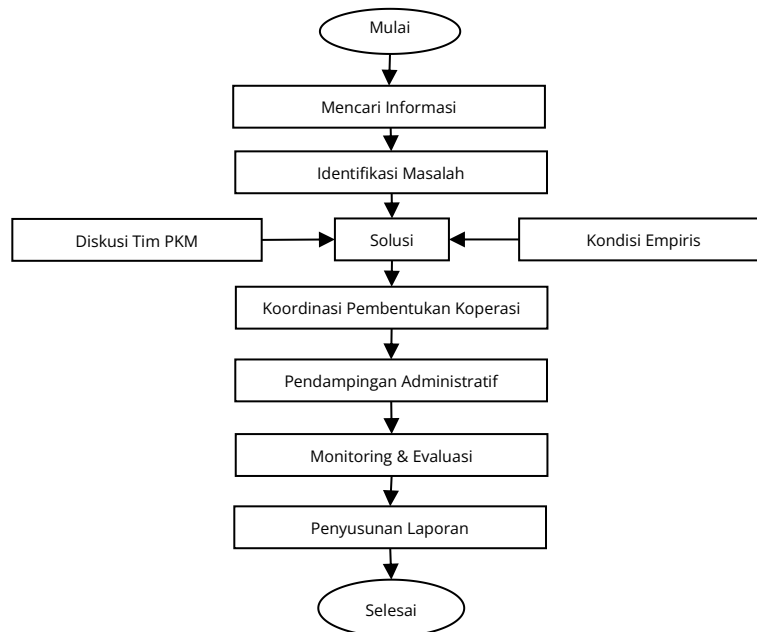 Mulai
Mencari Informasi
Identifikasi Masalah
Diskusi Tim PKM
Solusi
Kondisi Empiris
Koordinasi Pembentukan Koperasi
Pendampingan Administratif
Monitoring & Evaluasi
Penyusunan Laporan
Selesai